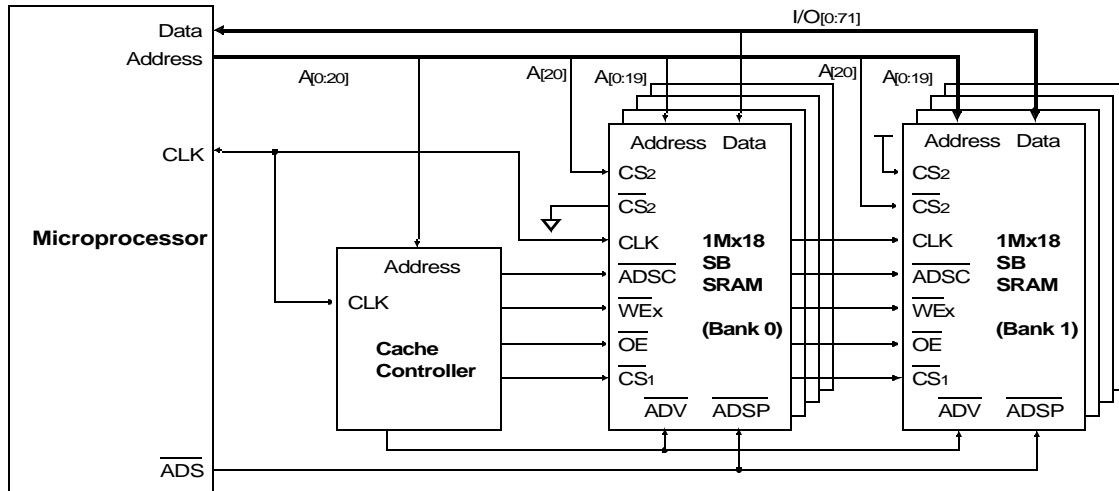 Data
I/O[0:71]
Address
A[0:20]
A[20]
A[0:19]
A[20]
A[0:19]
CLK
Microprocessor
ADS
Address
CLK
Cache
Controller
Address Data
CS2
CS2
CLK
ADSC
WEx
OE
CS1
ADV ADSP
1Mx18
SB
SRAM
(Bank 0)
Address Data
CS2
CS2
CLK
ADSC
WEx
OE
CS1
ADV ADSP
1Mx18
SB
SRAM
(Bank 1)